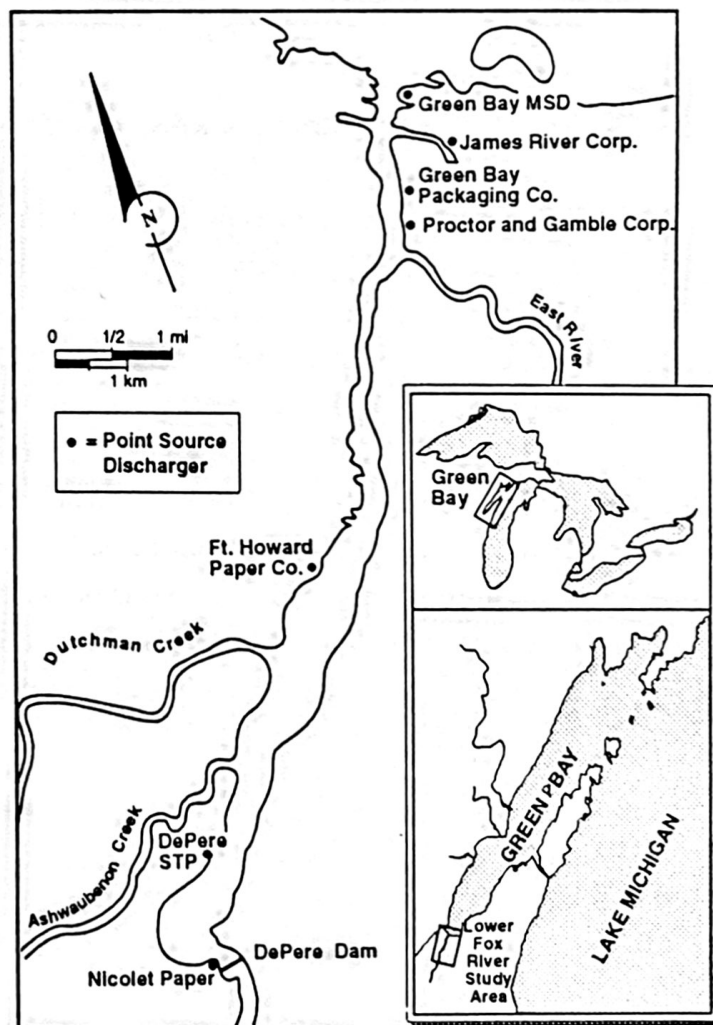 Green Bay MSD
James River Corp.
Green Bay
Packaging Co.
Proctor and Gamble Corp.
N
East River
0 1/2 1 mi
1 km
• = Point Source
Discharger
Ft. Howard
Paper Co.
Dutchman Creek
Ashwaubenon Creek
DePere
STP
DePere Dam
Nicolet Paper
Green
Bay
GREEN BAY
LAKE MICHIGAN
Lower
Fox
River
Study
Area